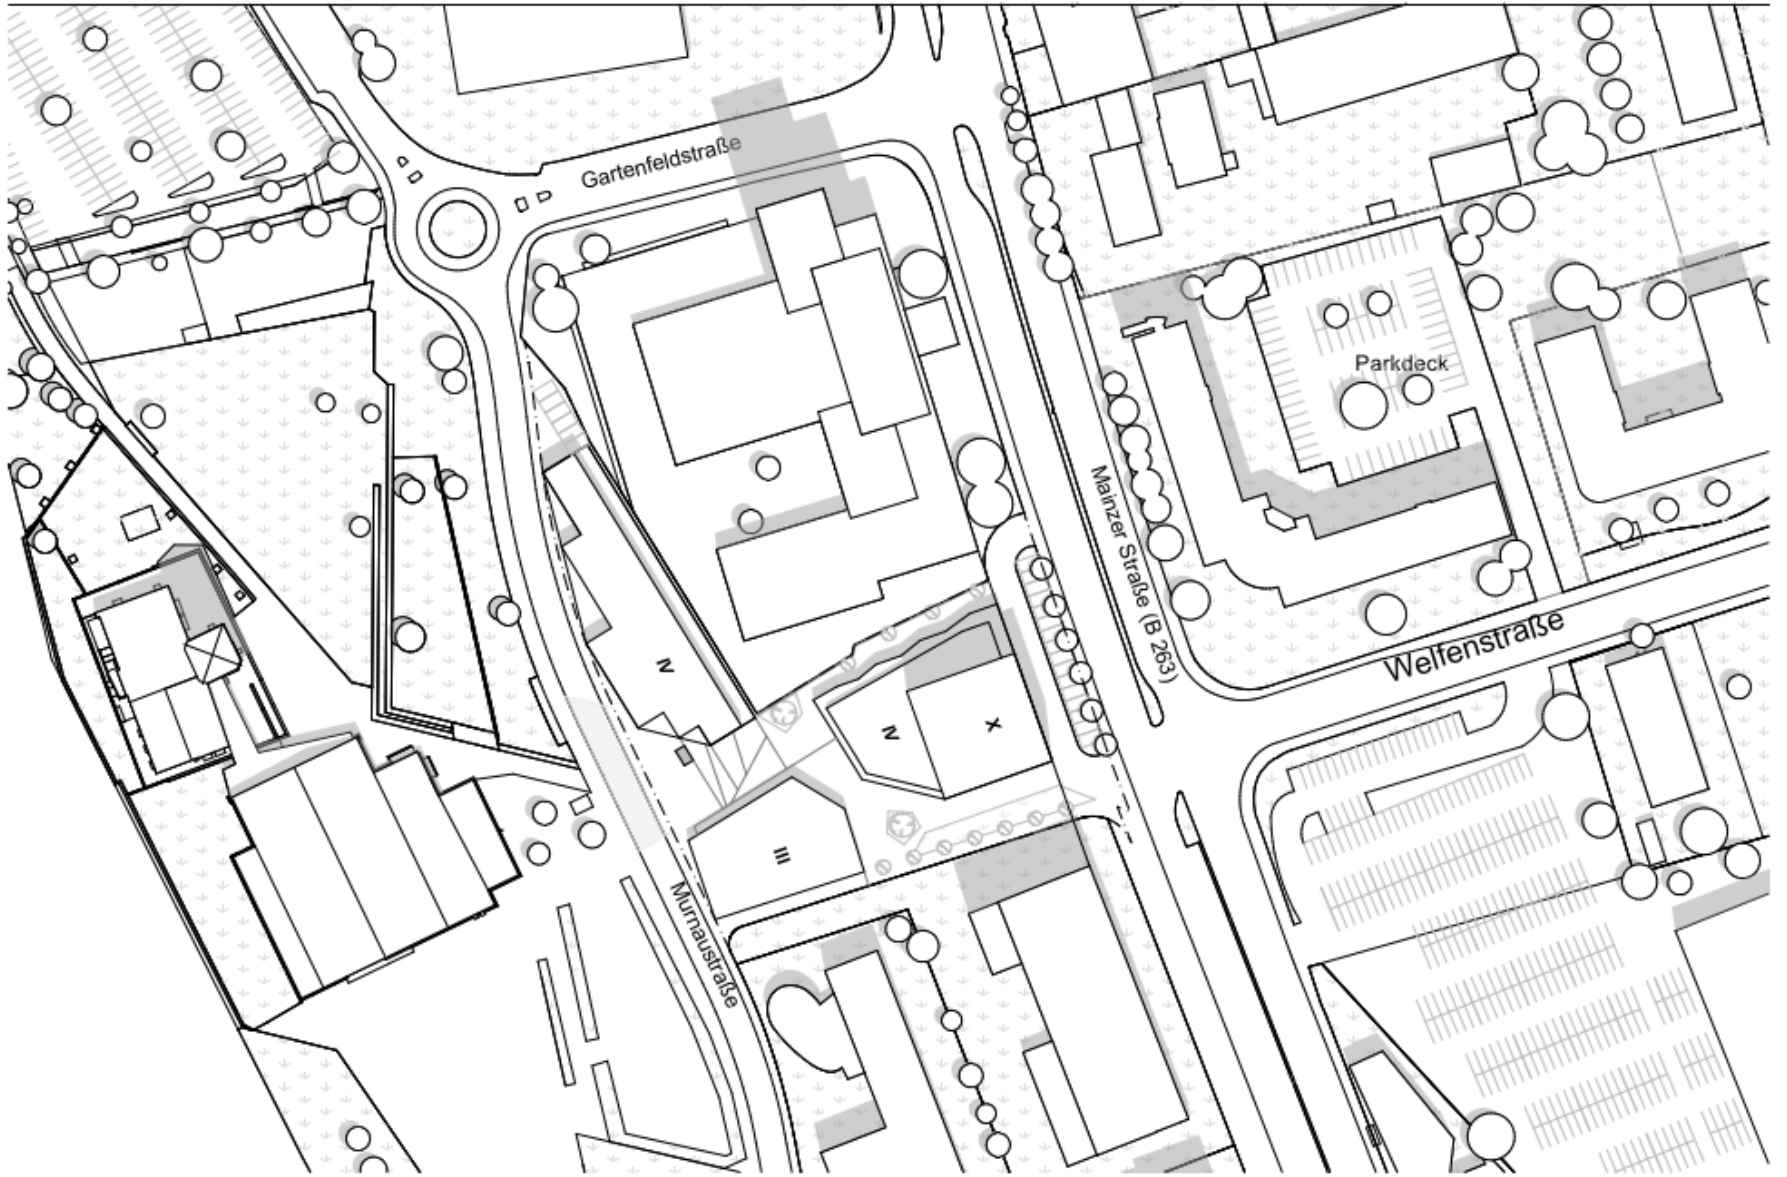 Gartenfeldstraße
Parkdeck
Mainzer Straße (B 263)
Welfenstraße
IV
IV
X
III
Murnaustraße